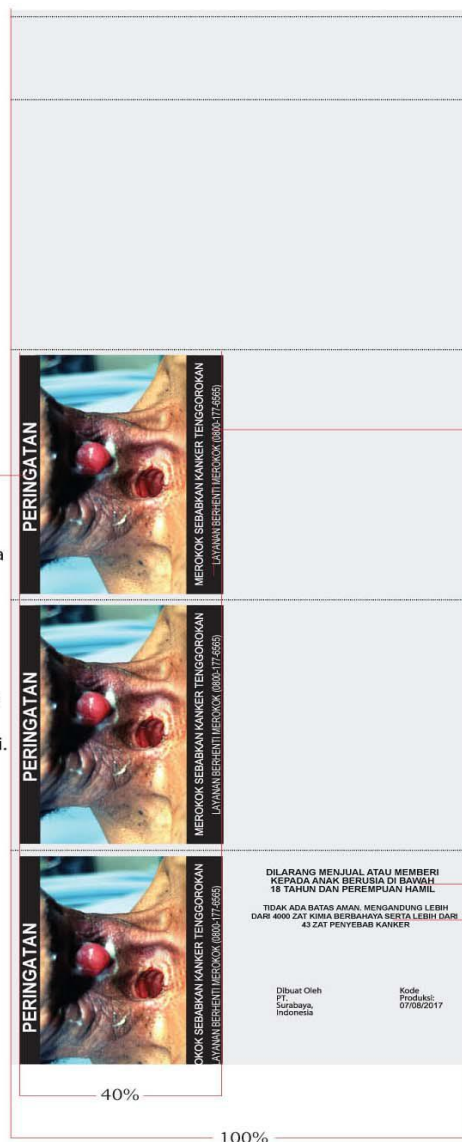 PERINGATAN
MEROKOK SEBABKAN KANKER TENGGOROKAN
LAYANAN BERHENTI MEROKOK (0800-177-6565)
a
PERINGATAN
MEROKOK SEBABKAN KANKER TENGGOROKAN
LAYANAN BERHENTI MEROKOK (0800-177-6565)
i.
PERINGATAN
OKOK SEBABKAN KANKER TENGGOROKAN
LAYANAN BERHENTI MEROKOK (0800-177-6565)
DILARANG MENJUAL ATAU MEMBERI
KEPADA ANAK BERUSIA DI BAWAH
18 TAHUN DAN PEREMPUAN HAMIL
TIDAK ADA BATAS AMAN. MENGANDUNG LEBIH
DARI 4000 ZAT KIMIA BERBAHAYA SERTA LEBIH DARI
43 ZAT PENYEBAB KANKER
Dibuat Oleh
PT.
Surabaya,
Indonesia
Kode
Produksi:
07/08/2017
40%
100%